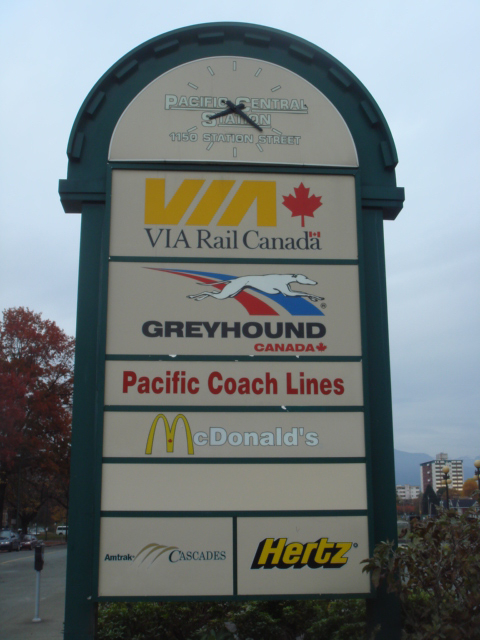 PACIFIC CENTRAL
STATION
1150 STATION STREET
VIA
VIA Rail Canada
GREYHOUND
CANADA
Pacific Coach Lines
McDonald's
Amtrak CASCADES
Hertz